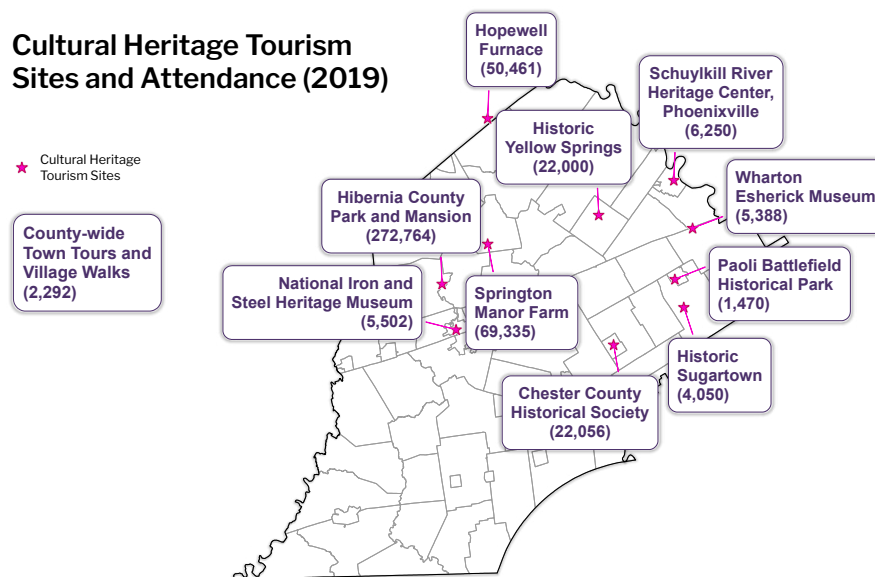 Cultural Heritage Tourism
Sites and Attendance (2019)
Cultural Heritage
Tourism Sites
County-wide
Town Tours and
Village Walks
(2,292)
Hopewell
Furnace
(50,461)
Schuylkill River
Heritage Center,
Phoenixville
(6,250)
Historic
Yellow Springs
(22,000)
Wharton
Esherick Museum
(5,388)
Hibernia County
Park and Mansion
(272,764)
National Iron and
Steel Heritage Museum
(5,502)
Springton
Manor Farm
(69,335)
Paoli Battlefield
Historical Park
(1,470)
Historic
Sugartown
(4,050)
Chester County
Historical Society
(22,056)